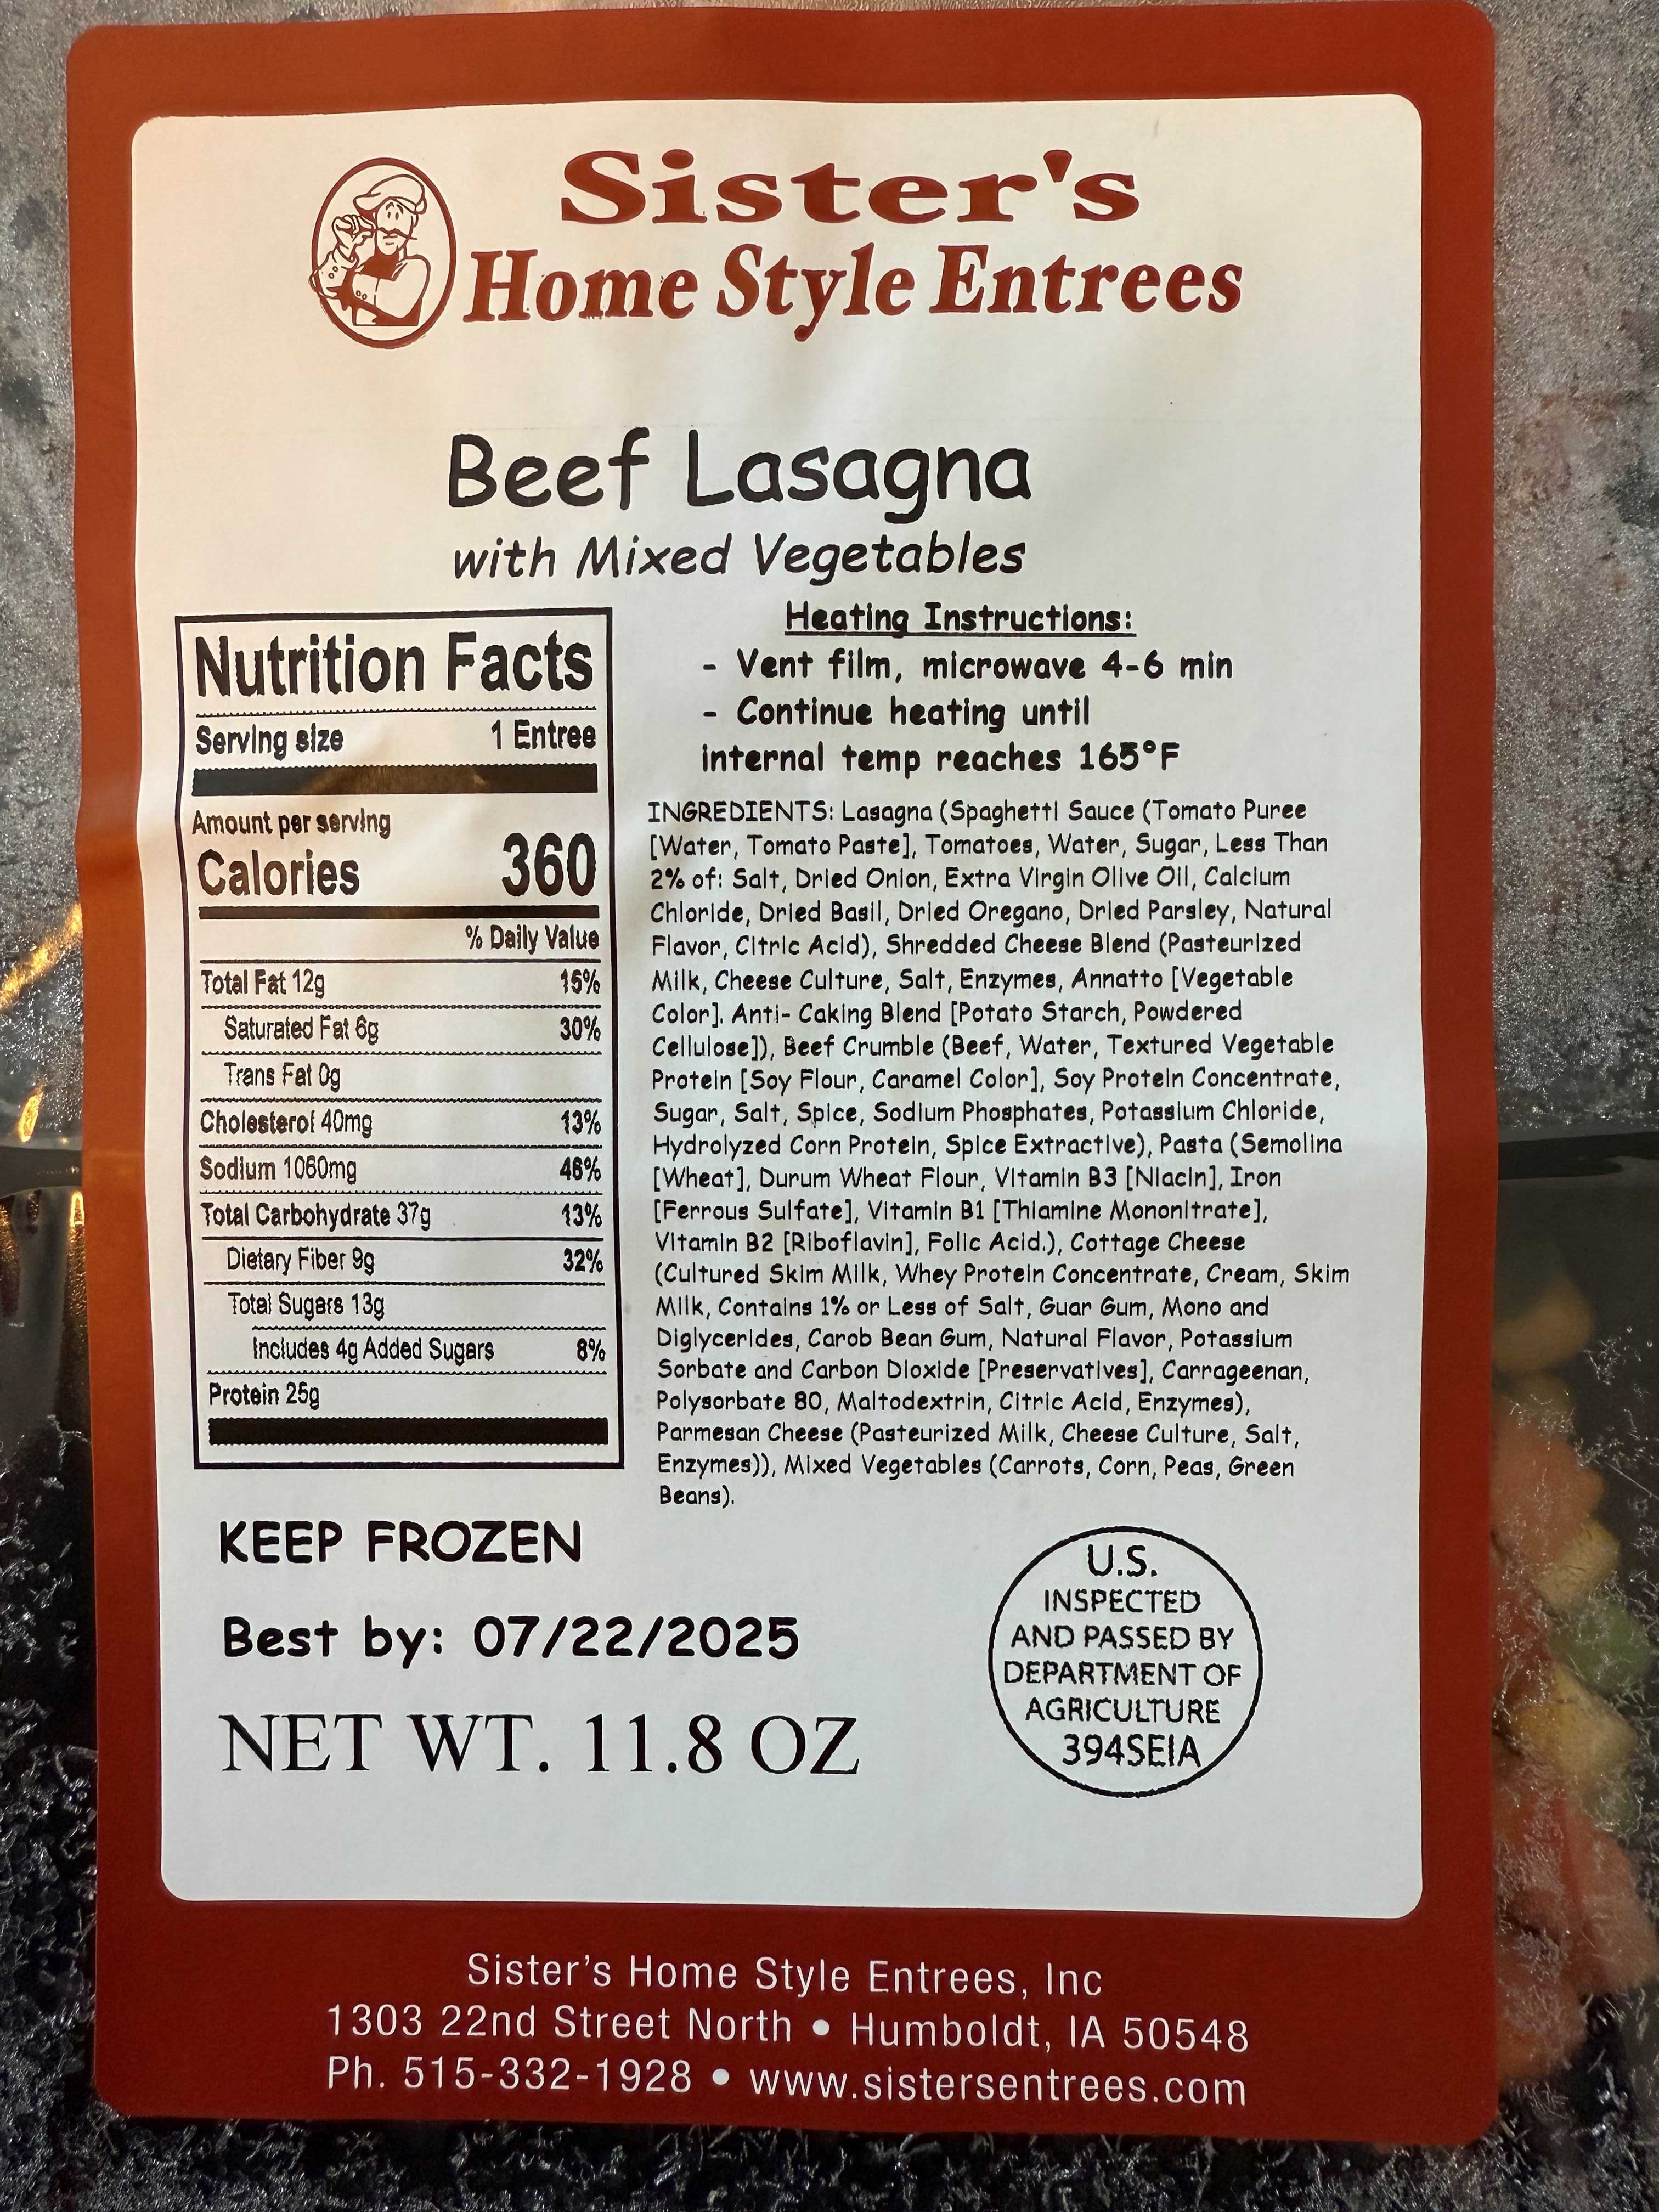 Sister's
Home Style Entrees
Beef Lasagna
with Mixed Vegetables
Nutrition Facts
Serving size 1 Entree
Amount per serving
Calories 360
% Daily Value
Total Fat 12g 15%
Saturated Fat 6g 30%
Trans Fat 0g
Cholesterol 40mg 13%
Sodium 1060mg 46%
Total Carbohydrate 37g 13%
Dietary Fiber 9g 32%
Total Sugars 13g
Includes 4g Added Sugars 8%
Protein 25g
Heating Instructions:
- Vent film, microwave 4-6 min
- Continue heating until
internal temp reaches 165°F
INGREDIENTS: Lasagna (Spaghetti Sauce (Tomato Puree
[Water, Tomato Paste], Tomatoes, Water, Sugar, Less Than
2% of: Salt, Dried Onion, Extra Virgin Olive Oil, Calcium
Chloride, Dried Basil, Dried Oregano, Dried Parsley, Natural
Flavor, Citric Acid), Shredded Cheese Blend (Pasteurized
Milk, Cheese Culture, Salt, Enzymes, Annatto [Vegetable
Color]. Anti- Caking Blend [Potato Starch, Powdered
Cellulose]), Beef Crumble (Beef, Water, Textured Vegetable
Protein [Soy Flour, Caramel Color], Soy Protein Concentrate,
Sugar, Salt, Spice, Sodium Phosphates, Potassium Chloride,
Hydrolyzed Corn Protein, Spice Extractive), Pasta (Semolina
[Wheat], Durum Wheat Flour, Vitamin B3 [Niacin], Iron
[Ferrous Sulfate], Vitamin B1 [Thiamine Mononitrate],
Vitamin B2 [Riboflavin], Folic Acid.), Cottage Cheese
(Cultured Skim Milk, Whey Protein Concentrate, Cream, Skim
Milk, Contains 1% or Less of Salt, Guar Gum, Mono and
Diglycerides, Carob Bean Gum, Natural Flavor, Potassium
Sorbate and Carbon Dioxide [Preservatives], Carrageenan,
Polysorbate 80, Maltodextrin, Citric Acid, Enzymes),
Parmesan Cheese (Pasteurized Milk, Cheese Culture, Salt,
Enzymes)), Mixed Vegetables (Carrots, Corn, Peas, Green
Beans).
KEEP FROZEN
Best by: 07/22/2025
NET WT. 11.8 OZ
U.S.
INSPECTED
AND PASSED BY
DEPARTMENT OF
AGRICULTURE
394SEIA
Sister's Home Style Entrees, Inc
1303 22nd Street North • Humboldt, IA 50548
Ph. 515-332-1928 • www.sistersentrees.com